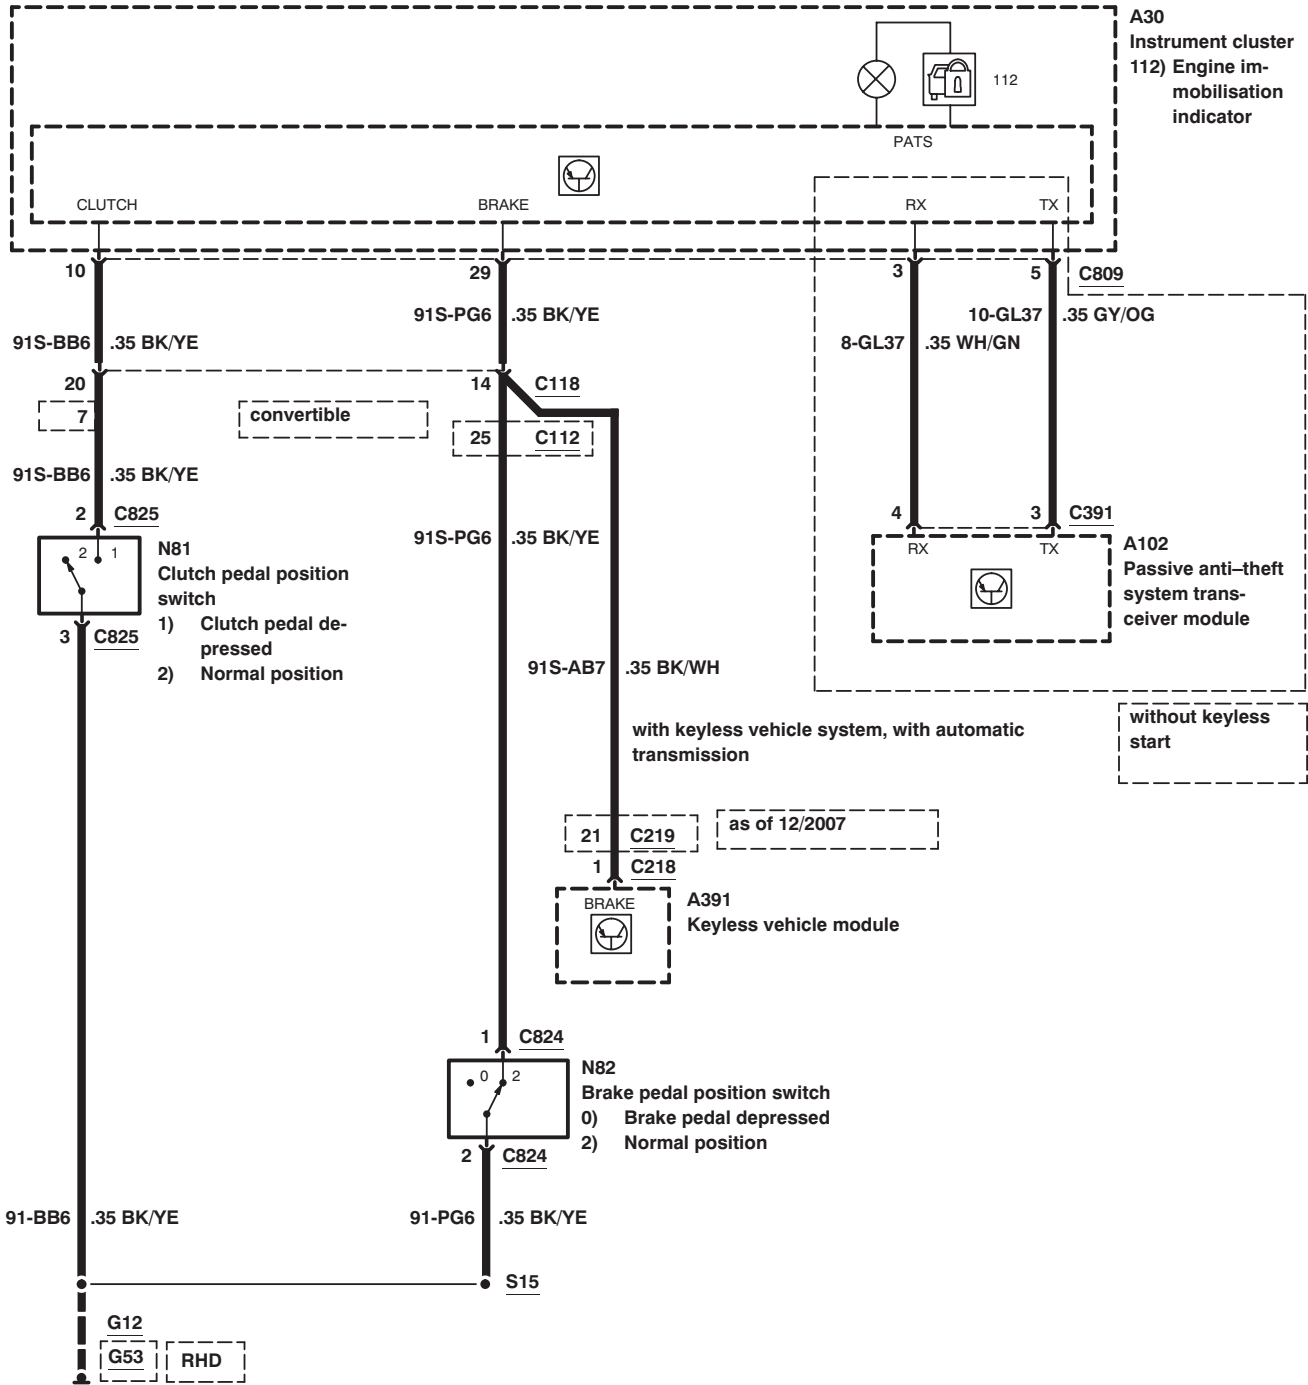 A30
Instrument cluster
112) Engine im-
mobilisation
indicator
112
PATS
CLUTCH
BRAKE
RX
TX
10
29
3
5
C809
91S-PG6 .35 BK/YE
10-GL37 .35 GY/OG
91S-BB6 .35 BK/YE
8-GL37 .35 WH/GN
20
14
C118
7
convertible
25
C112
91S-BB6 .35 BK/YE
2
C825
4
3
C391
91S-PG6 .35 BK/YE
2
1
N81
Clutch pedal position
switch
1) Clutch pedal de-
pressed
2) Normal position
RX
TX
A102
Passive anti–theft
system trans-
ceiver module
3
C825
91S-AB7 .35 BK/WH
with keyless vehicle system, with automatic
transmission
without keyless
start
21
C219
as of 12/2007
1
C218
BRAKE
A391
Keyless vehicle module
1
C824
0
2
N82
Brake pedal position switch
0) Brake pedal depressed
2) Normal position
2
C824
91-BB6 .35 BK/YE
91-PG6 .35 BK/YE
S15
G12
G53
RHD